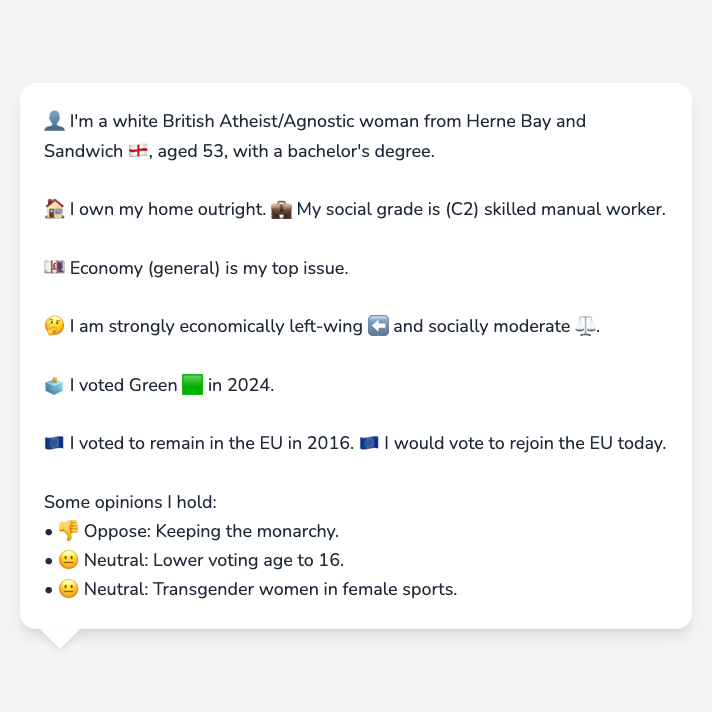 👤 I'm a white British Atheist/Agnostic woman from Herne Bay and
Sandwich 🏴󠁧󠁢󠁥󠁮󠁧󠁿, aged 53, with a bachelor's degree.
🏠 I own my home outright. 💼 My social grade is (C2) skilled manual worker.
💷 Economy (general) is my top issue.
🤔 I am strongly economically left-wing ⬅️ and socially moderate ⚖️.
🗳️ I voted Green 🟩 in 2024.
🇪🇺 I voted to remain in the EU in 2016. 🇪🇺 I would vote to rejoin the EU today.
Some opinions I hold:
• 👎 Oppose: Keeping the monarchy.
• 😐 Neutral: Lower voting age to 16.
• 😐 Neutral: Transgender women in female sports.